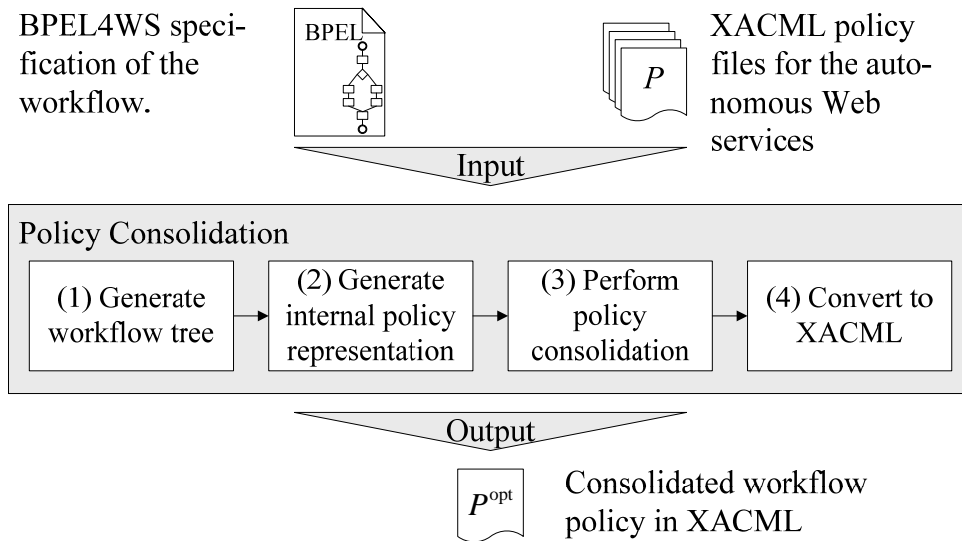 BPEL4WS speci-
fication of the
workflow.
BPEL
P
XACML policy
files for the auto-
nomous Web
services
Input
Policy Consolidation
(1) Generate
workflow tree
(2) Generate
internal policy
representation
(3) Perform
policy
consolidation
(4) Convert to
XACML
Output
P^opt
Consolidated workflow
policy in XACML